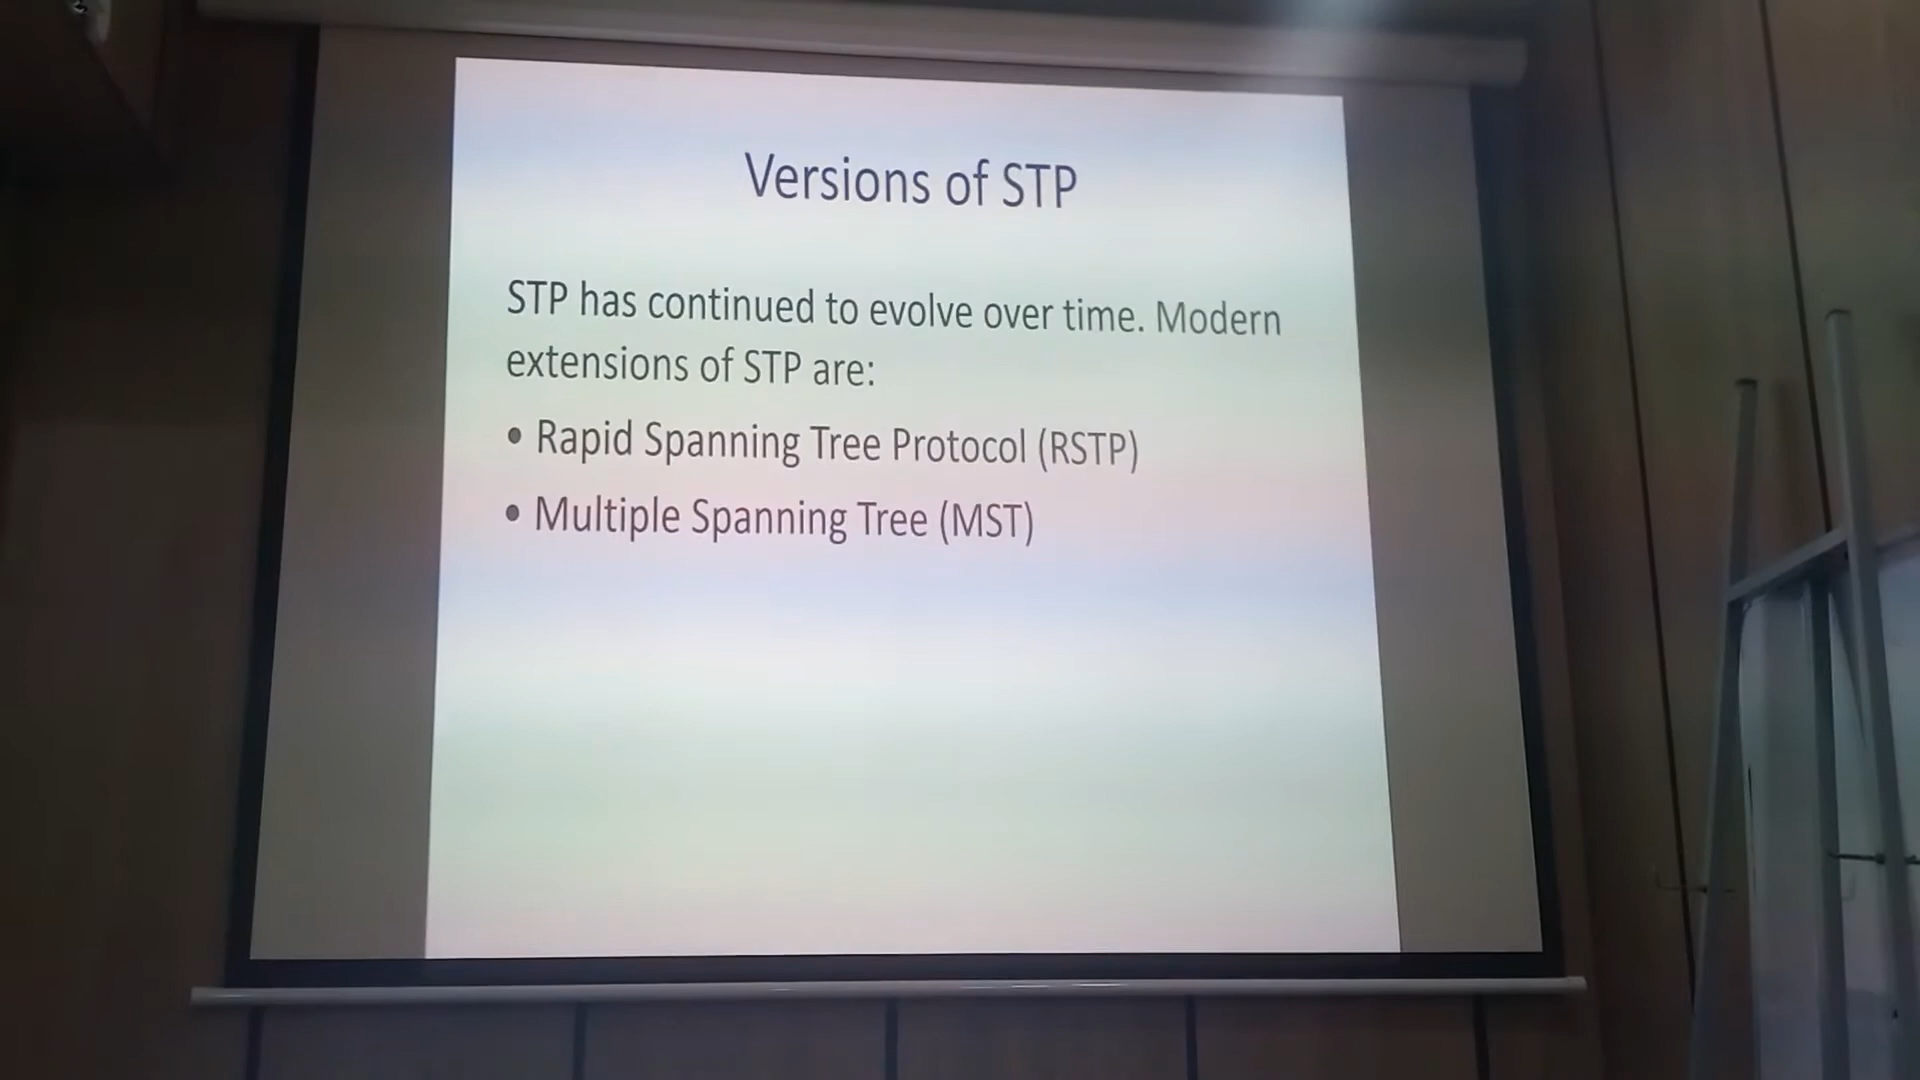 Versions of STP
STP has continued to evolve over time. Modern
extensions of STP are:
• Rapid Spanning Tree Protocol (RSTP)
• Multiple Spanning Tree (MST)